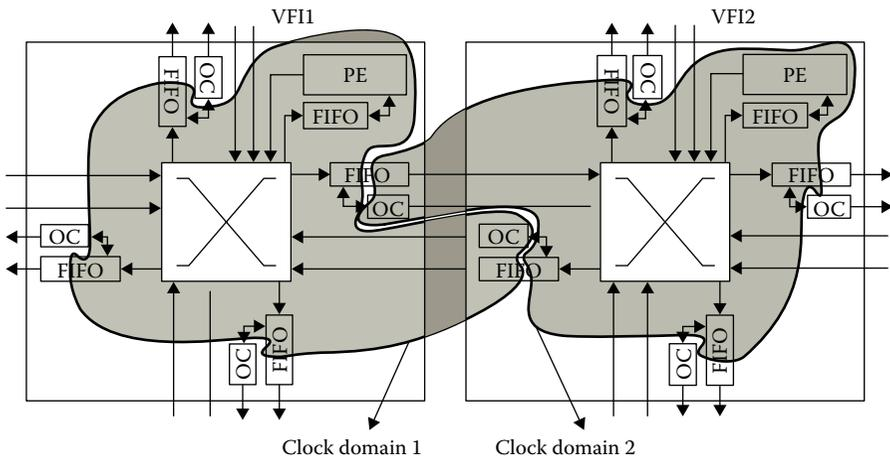 VFI1
VFI2
FIFO
OC
PE
FIFO
OC
PE
FIFO
FIFO
FIFO
FIFO
OC
OC
OC
OC
FIFO
FIFO
FIFO
FIFO
OC
OC
Clock domain 1
Clock domain 2